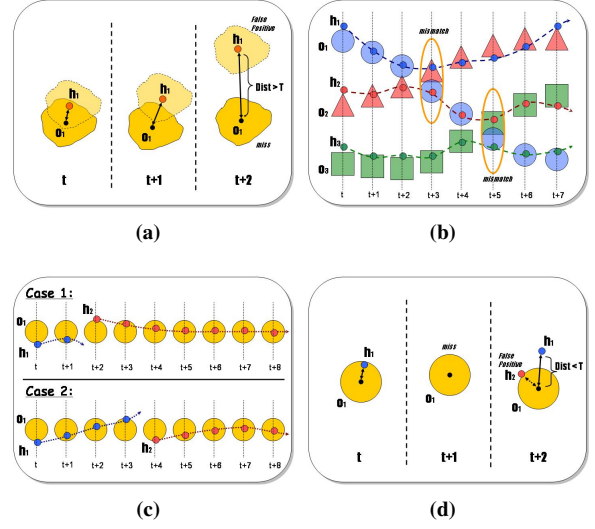 False
Positive
h₁
h₁
h₁
Dist > T
o₁
o₁
o₁
miss
t
t+1
t+2
(a)
mismatch
h₁
o₁
h₂
o₂
h₃
o₃
t
t+1
t+2
t+3
t+4
t+5
t+6
t+7
mismatch
(b)
Case 1:
h₂
o₁
h₁
t
t+1
t+2
t+3
t+4
t+5
t+6
t+7
t+8
Case 2:
o₁
h₁
h₂
t
t+1
t+2
t+3
t+4
t+5
t+6
t+7
t+8
(c)
miss
h₁
False
Positive
h₁
h₂
Dist < T
o₁
o₁
o₁
t
t+1
t+2
(d)